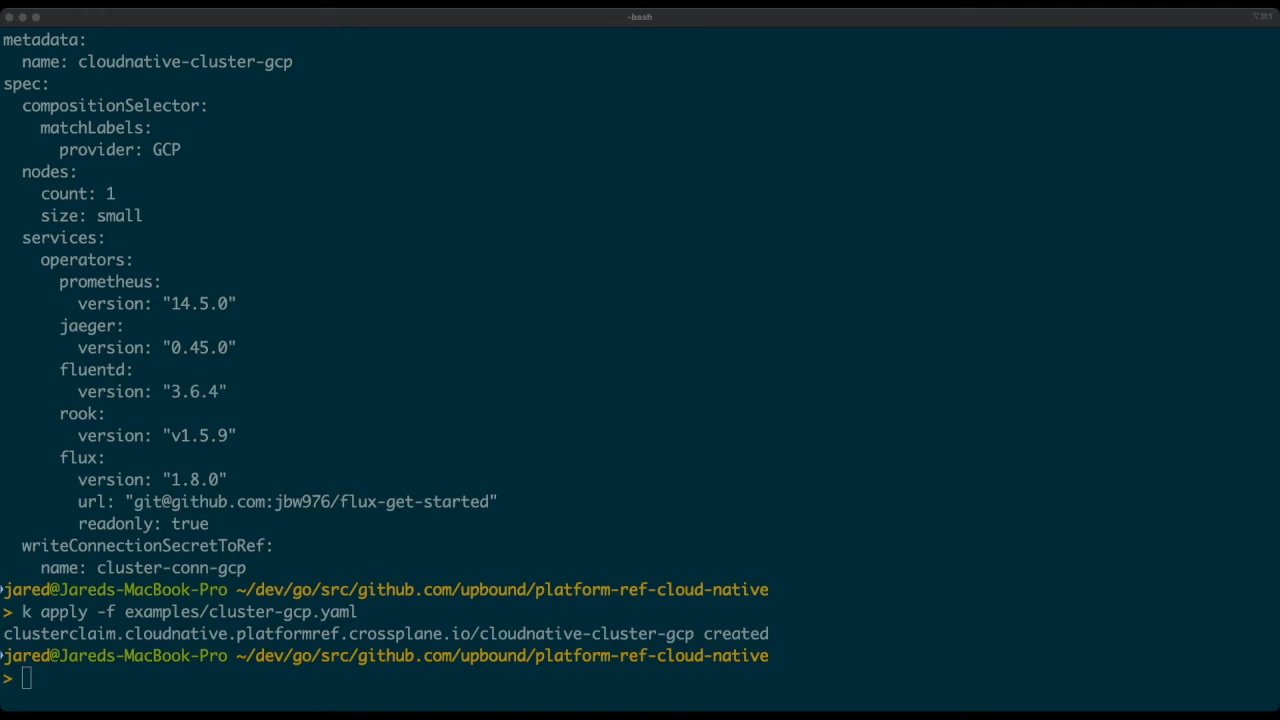 -bash
⌥⌘1
metadata:
  name: cloudnative-cluster-gcp
spec:
  compositionSelector:
    matchLabels:
      provider: GCP
  nodes:
    count: 1
    size: small
  services:
    operators:
      prometheus:
        version: "14.5.0"
      jaeger:
        version: "0.45.0"
      fluentd:
        version: "3.6.4"
      rook:
        version: "v1.5.9"
      flux:
        version: "1.8.0"
        url: "git@github.com:jbw976/flux-get-started"
        readonly: true
  writeConnectionSecretToRef:
    name: cluster-conn-gcp
jared@Jareds-MacBook-Pro ~/dev/go/src/github.com/upbound/platform-ref-cloud-native
> k apply -f examples/cluster-gcp.yaml
clusterclaim.cloudnative.platformref.crossplane.io/cloudnative-cluster-gcp created
jared@Jareds-MacBook-Pro ~/dev/go/src/github.com/upbound/platform-ref-cloud-native
>